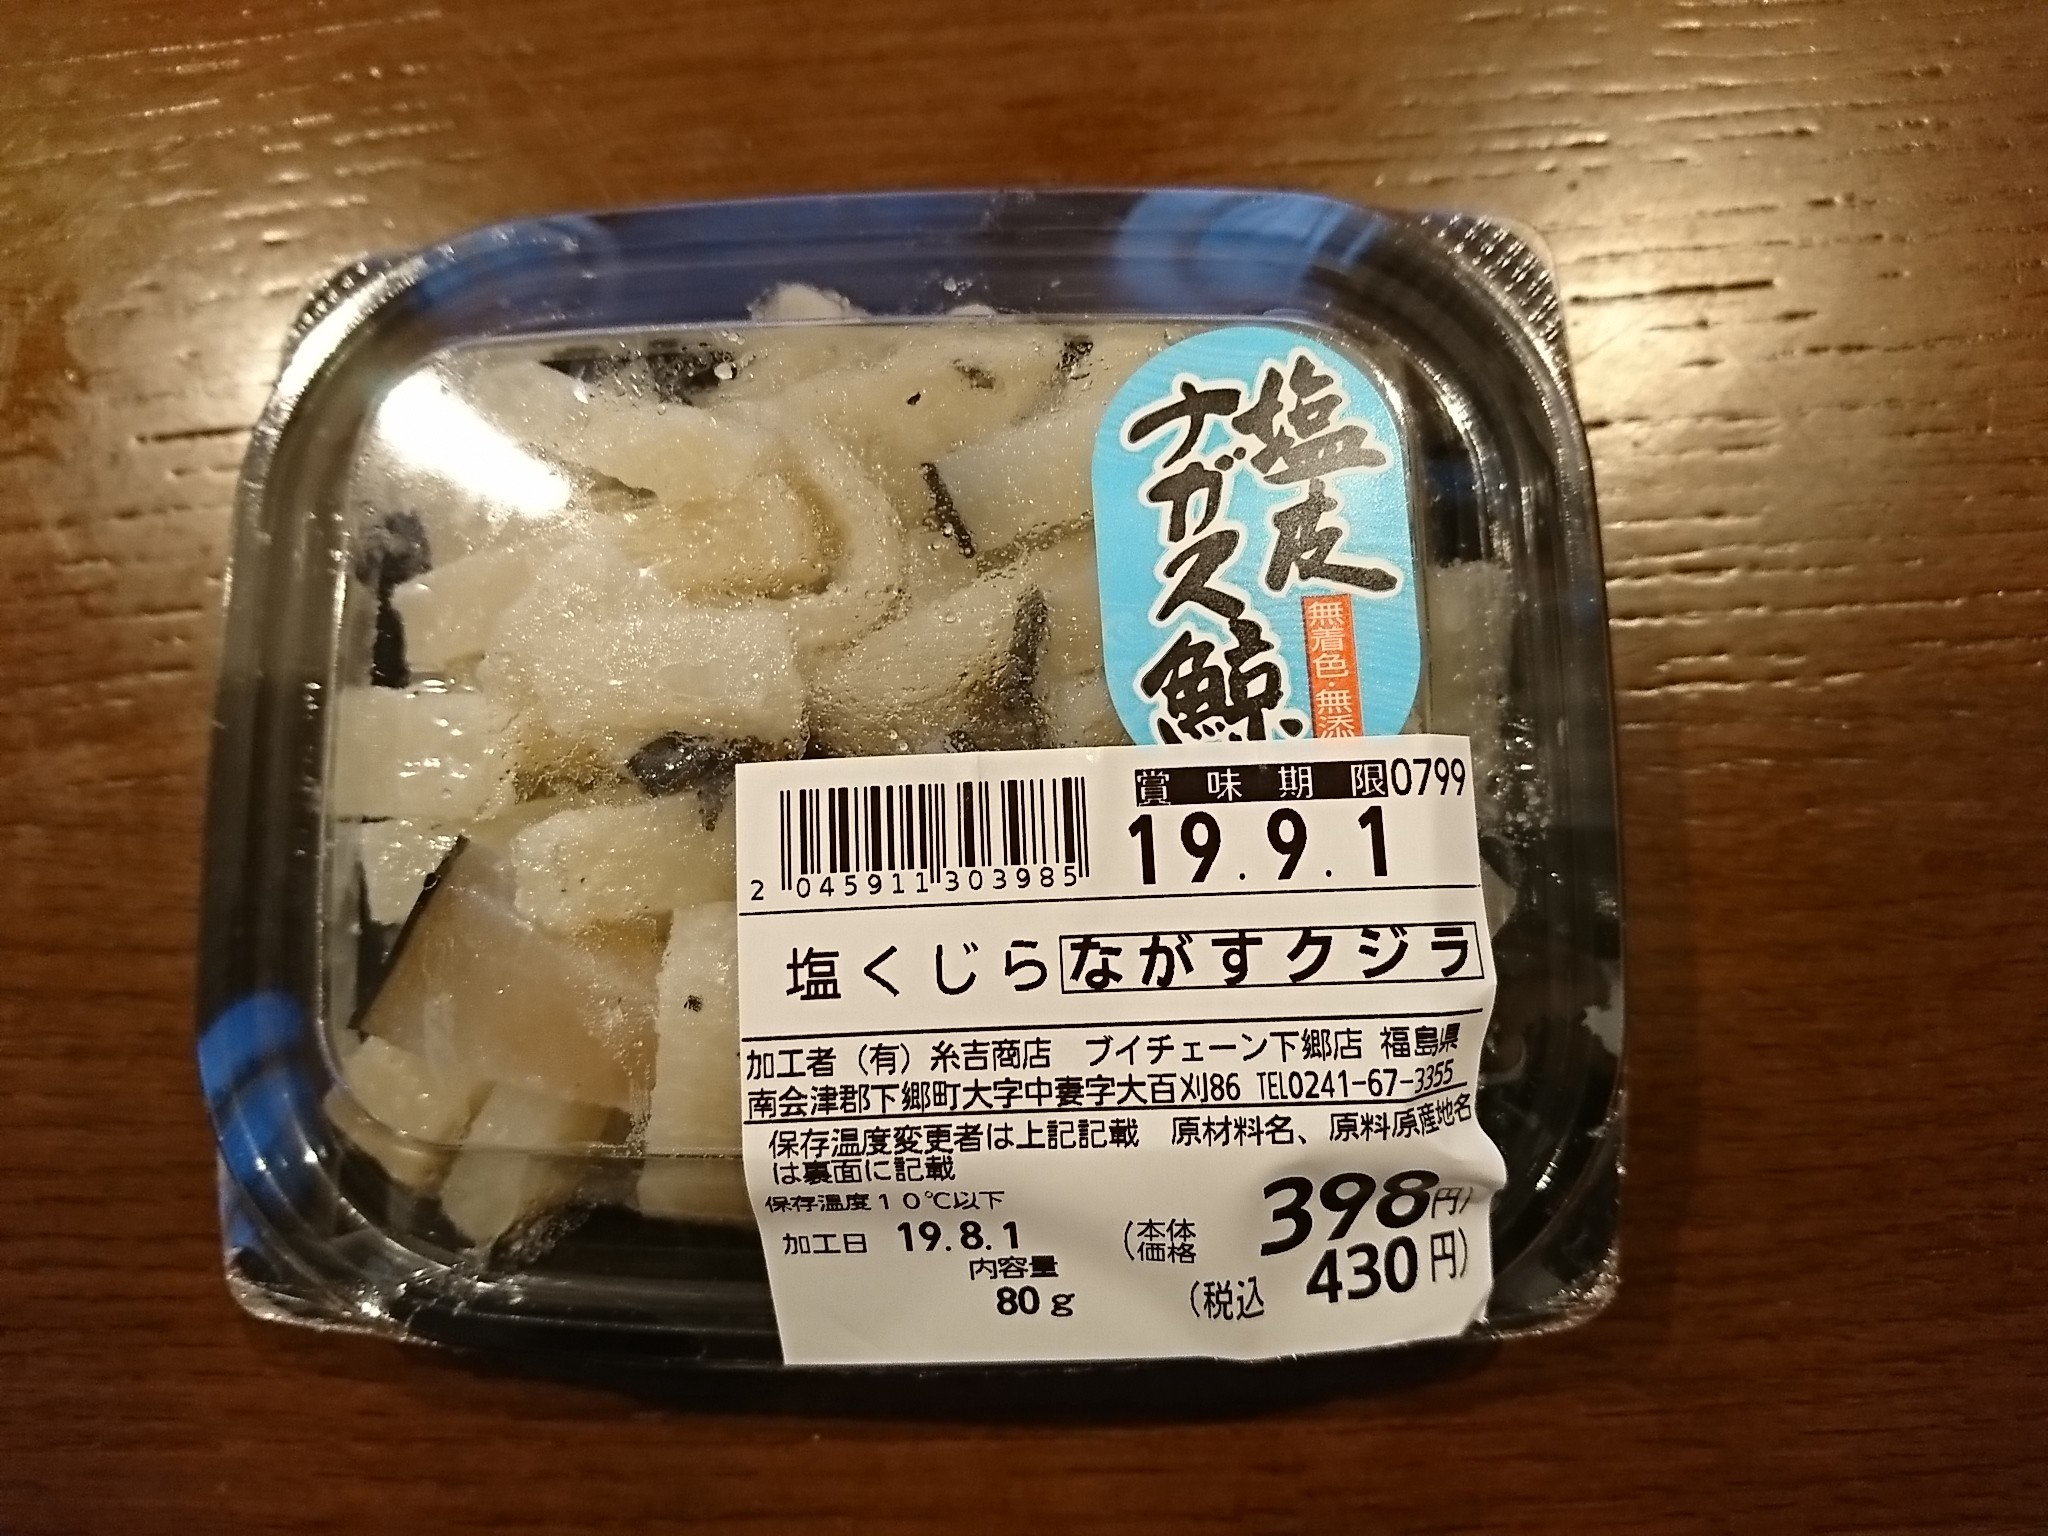 塩皮
ナガス鯨
無着色・無添
賞味期限0799
19.9.1
2 045911 303985
塩くじら ながすクジラ
加工者（有）糸吉商店 ブイチェーン下郷店 福島県
南会津郡下郷町大字中妻字大百刈86 TEL0241-67-3355
保存温度変更者は上記記載 原材料名、原料原産地名
は裏面に記載
保存温度10℃以下
加工日 19.8.1
内容量
80g
(本体価格 398円)
(税込 430円)